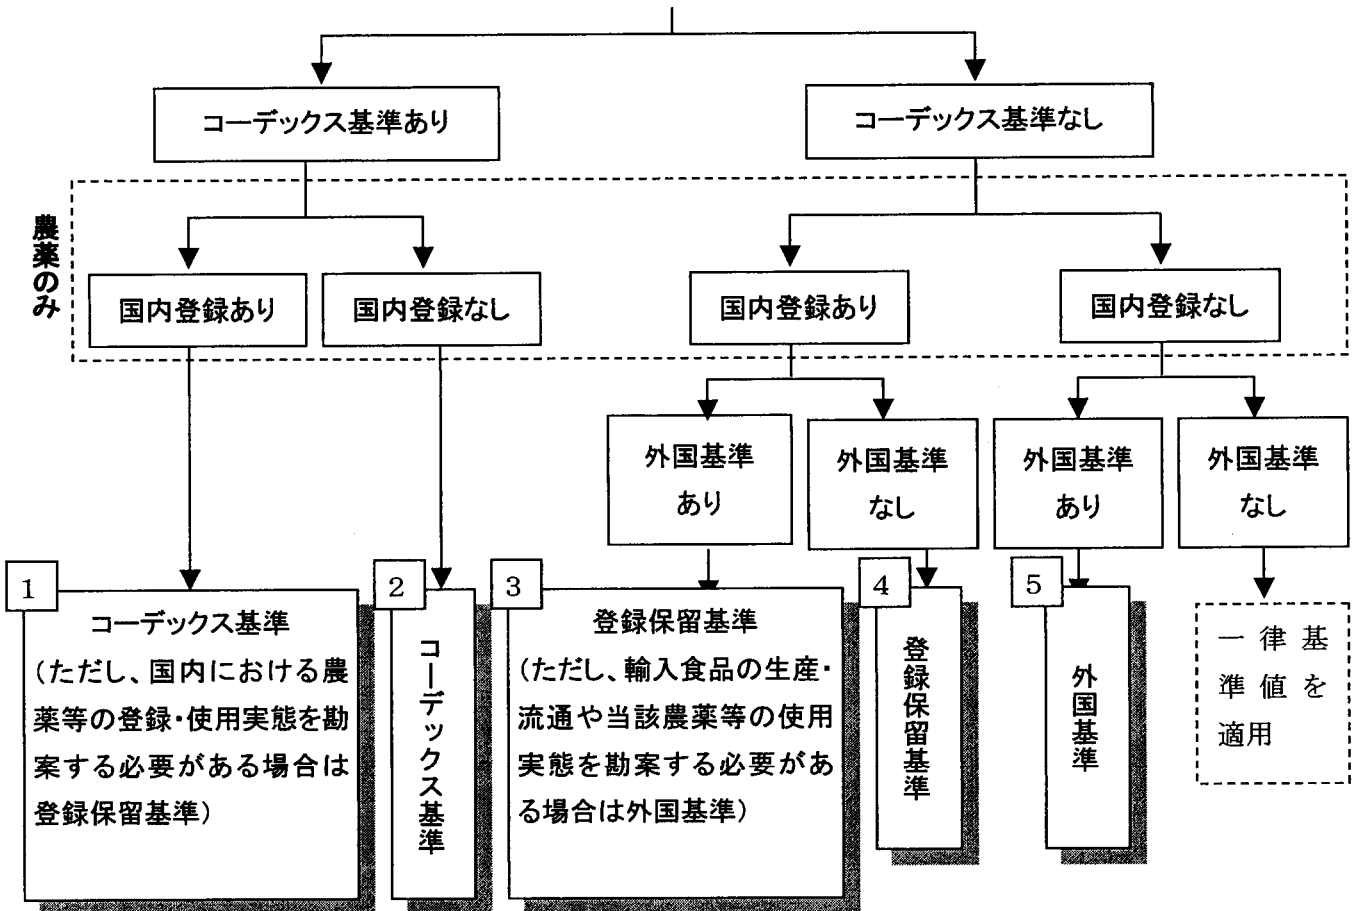 コーデックス基準あり
コーデックス基準なし
農薬のみ
国内登録あり
国内登録なし
国内登録あり
国内登録なし
外国基準
あり
外国基準
なし
外国基準
あり
外国基準
なし
1
コーデックス基準
(ただし、国内における農
薬等の登録・使用実態を勘
案する必要がある場合は
登録保留基準)
2
コーデックス基準
3
登録保留基準
(ただし、輸入食品の生産・
流通や当該農薬等の使用
実態を勘案する必要があ
る場合は外国基準)
4
登録保留基準
5
外国基準
一律基
準値を
適用